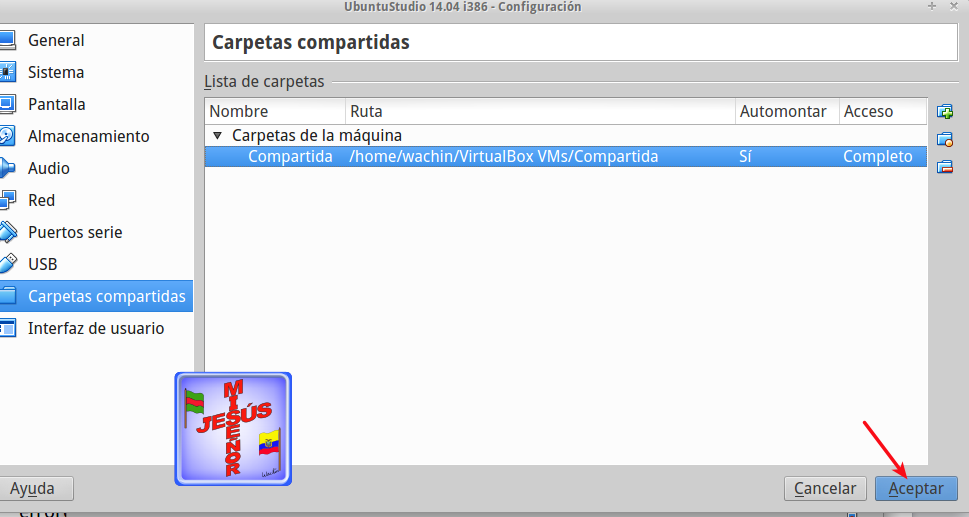 UbuntuStudio 14.04 i386 - Configuración
General
Sistema
Pantalla
Almacenamiento
Audio
Red
Puertos serie
USB
Carpetas compartidas
Interfaz de usuario
Carpetas compartidas
Lista de carpetas
Nombre Ruta Automontar Acceso
Carpetas de la máquina
Compartida /home/wachin/VirtualBox VMs/Compartida Sí Completo
MI SEÑOR
JESÚS
Ayuda
Cancelar
Aceptar